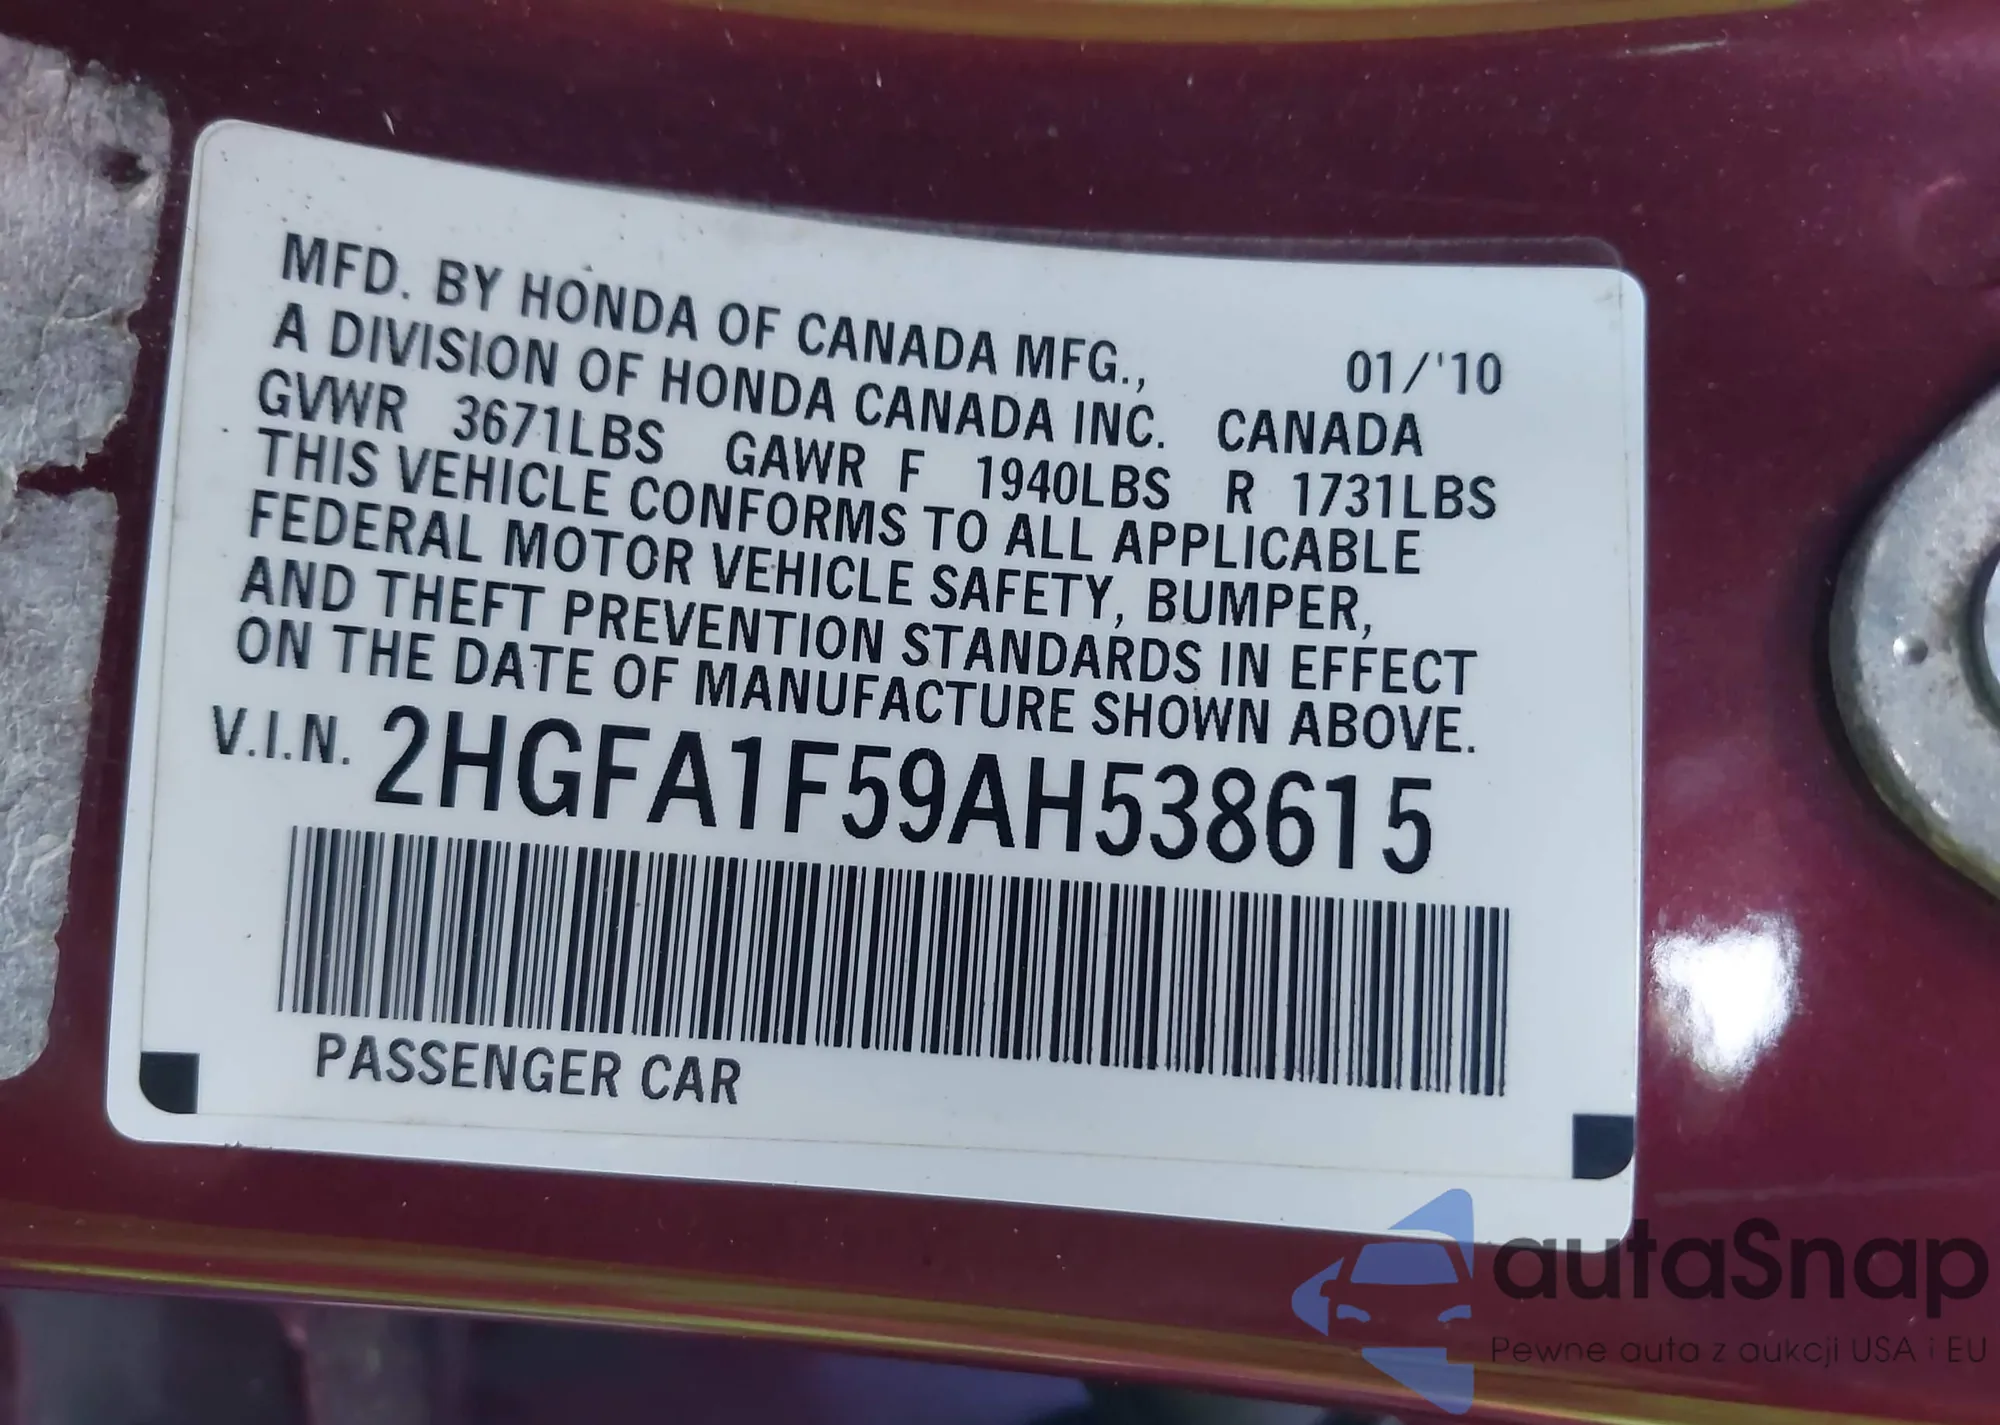 MFD. BY HONDA OF CANADA MFG., 01/'10
A DIVISION OF HONDA CANADA INC. CANADA
GVWR 3671LBS GAWR F 1940LBS R 1731LBS
THIS VEHICLE CONFORMS TO ALL APPLICABLE
FEDERAL MOTOR VEHICLE SAFETY, BUMPER,
AND THEFT PREVENTION STANDARDS IN EFFECT
ON THE DATE OF MANUFACTURE SHOWN ABOVE.
V.I.N. 2HGFA1F59AH538615
PASSENGER CAR
autaSnap
Pewne auta z aukcji USA i EU